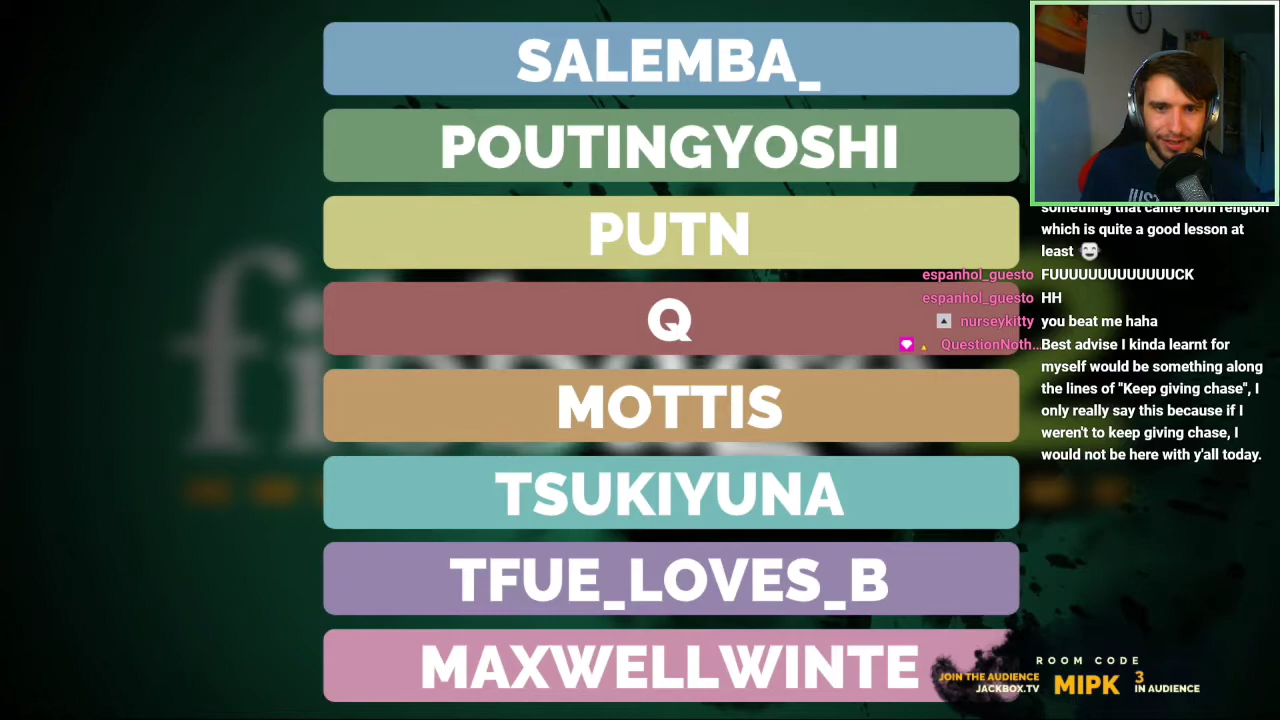 SALEMBA_
POUTINGYOSHI
PUTN
Q
MOTTIS
TSUKIYUNA
TFUE_LOVES_B
MAXWELLWINTE
something that came from religion
which is quite a good lesson at
least
espanhol_guesto FUUUUUUUUUUUUUCK
espanhol_guesto HH
nurseykitty you beat me haha
QuestionNoth... Best advise I kinda learnt for
myself would be something along
the lines of "Keep giving chase", I
only really say this because if I
weren't to keep giving chase, I
would not be here with y'all today.
ROOM CODE
JOIN THE AUDIENCE
JACKBOX.TV
MIPK
3
IN AUDIENCE